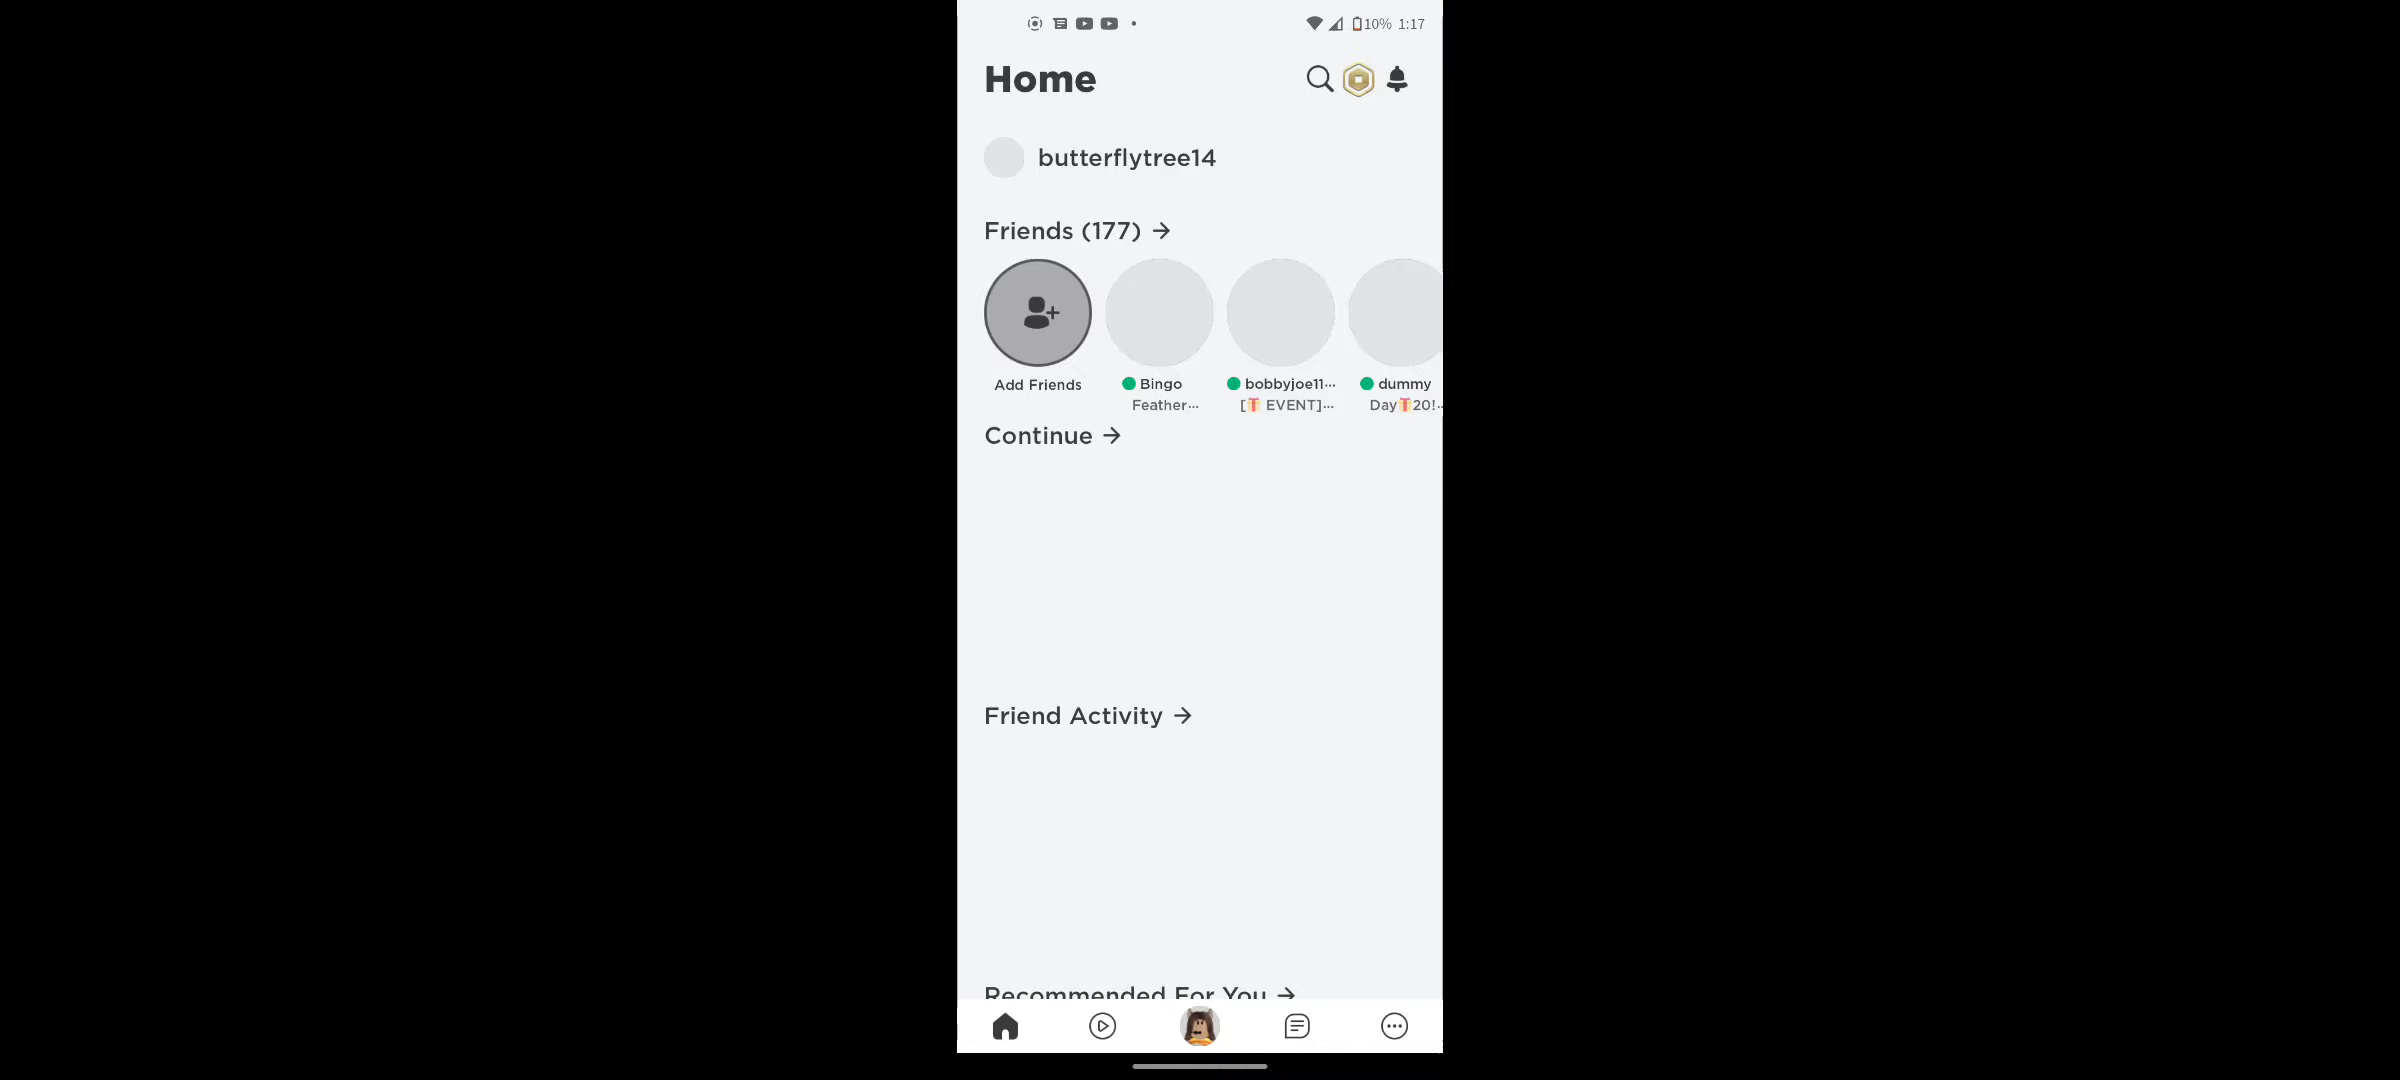 10% 1:17
Home
butterflytree14
Friends (177) →
Add Friends
Bingo
Feather...
bobbyjoe11...
[🎁 EVENT]...
dummy
Day🎁20!..
Continue →
Friend Activity →
Recommended For You →